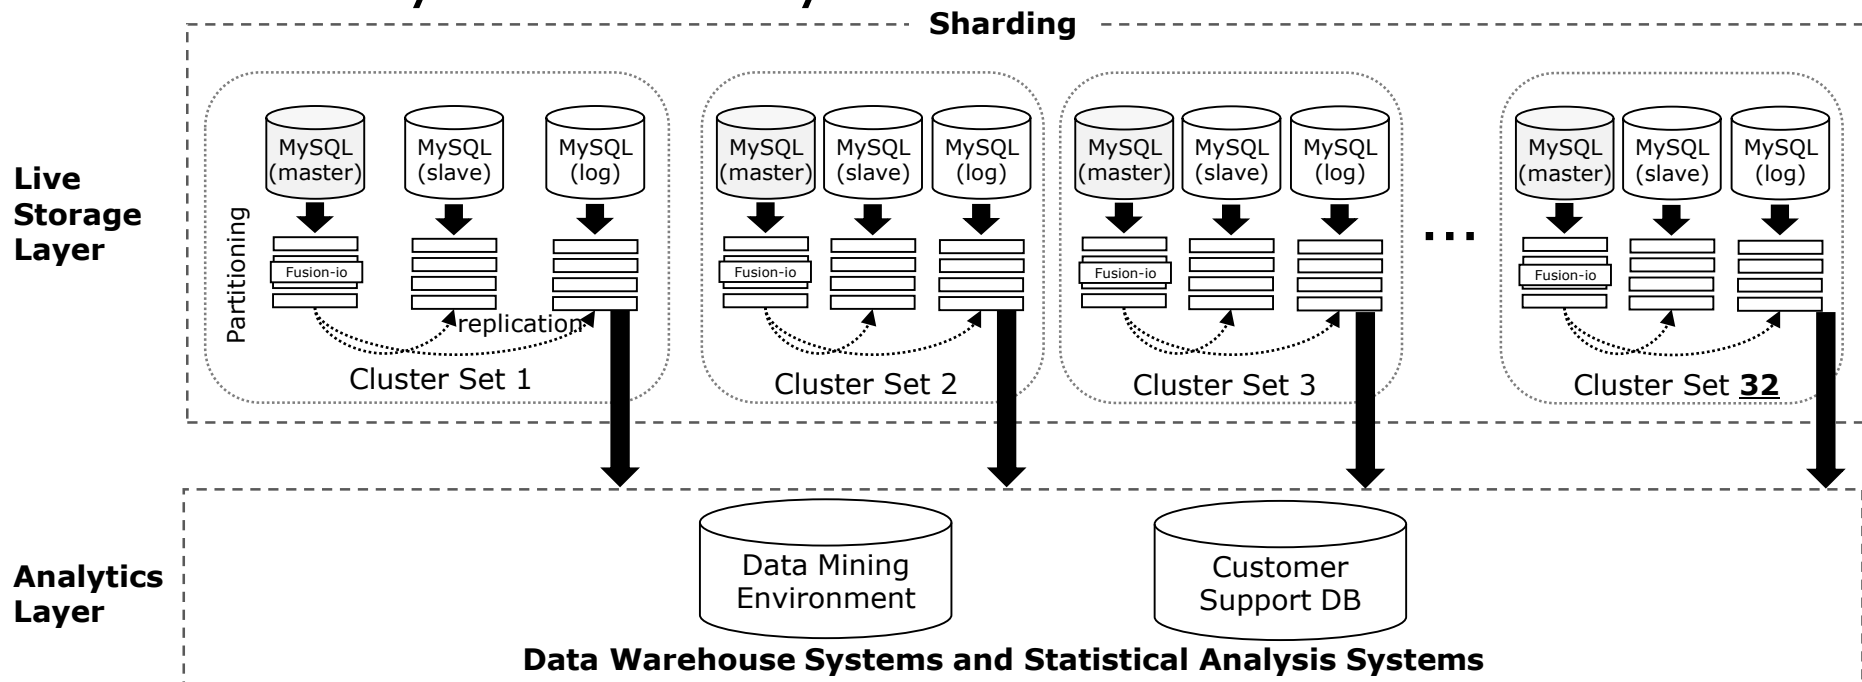 Sharding
MySQL
(master)
MySQL
(slave)
MySQL
(log)
MySQL
(master)
MySQL
(slave)
MySQL
(log)
MySQL
(master)
MySQL
(slave)
MySQL
(log)
MySQL
(master)
MySQL
(slave)
MySQL
(log)
Live
Storage
Layer
Partitioning
...
Fusion-io
Fusion-io
Fusion-io
Fusion-io
replication
Cluster Set 1
Cluster Set 2
Cluster Set 3
Cluster Set 32
Analytics
Layer
Data Mining
Environment
Customer
Support DB
Data Warehouse Systems and Statistical Analysis Systems